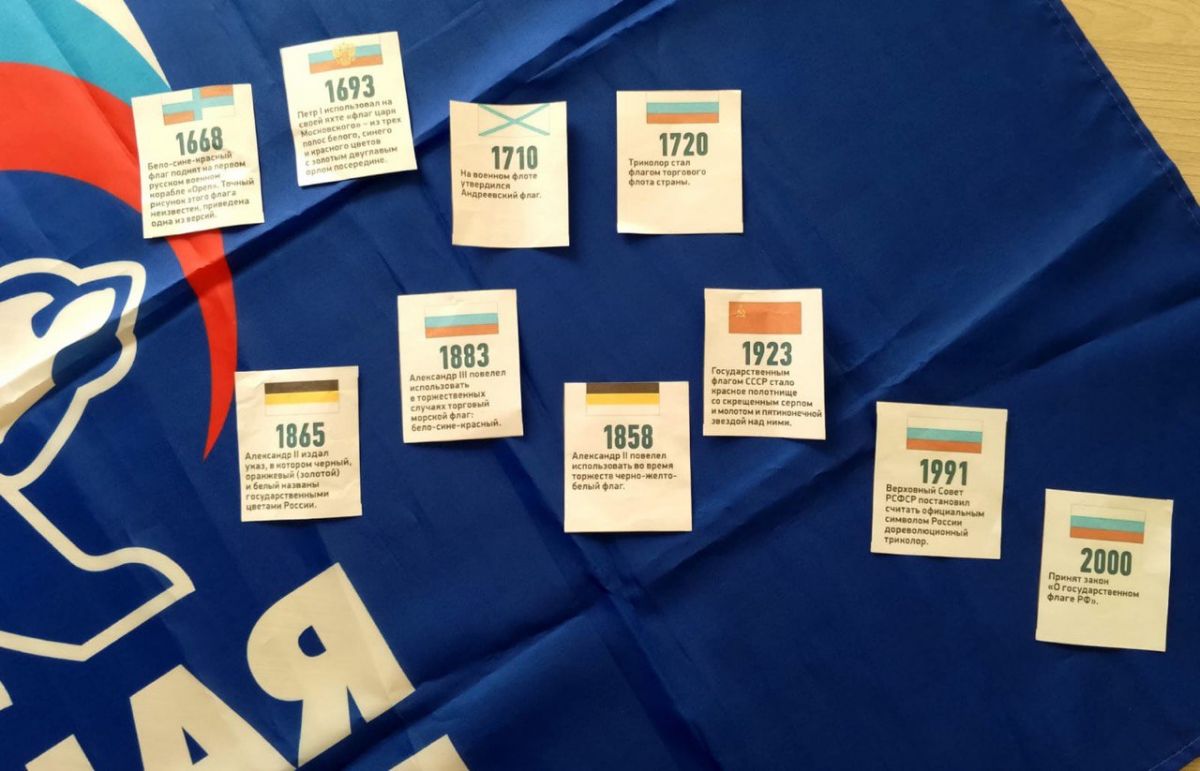 1668
Бело-сине-красный
флаг поднят на первом
русском военном
корабле «Орел». Точный
рисунок этого флага
неизвестен, приведена
одна из версий.
1693
Петр I использовал на
своей яхте «флаг царя
Московского» – из трех
полос белого, синего
и красного цветов
с золотым двуглавым
орлом посередине.
1710
На военном флоте
утвердился
Андреевский флаг.
1720
Триколор стал
флагом торгового
флота страны.
1865
Александр II издал
указ, в котором черный,
оранжевый (золотой)
и белый названы
государственными
цветами России.
1883
Александр III повелел
использовать
в торжественных
случаях торговый
морской флаг:
бело-сине-красный.
1858
Александр II повелел
использовать во время
торжеств черно-желто-
белый флаг.
1923
Государственным
флагом СССР стало
красное полотнище
со скрещенным серпом
и молотом и пятиконечной
звездой над ними.
1991
Верховный Совет
РСФСР постановил
считать официальным
символом России
дореволюционный
триколор.
2000
Принят закон
«О государственном
флаге РФ».